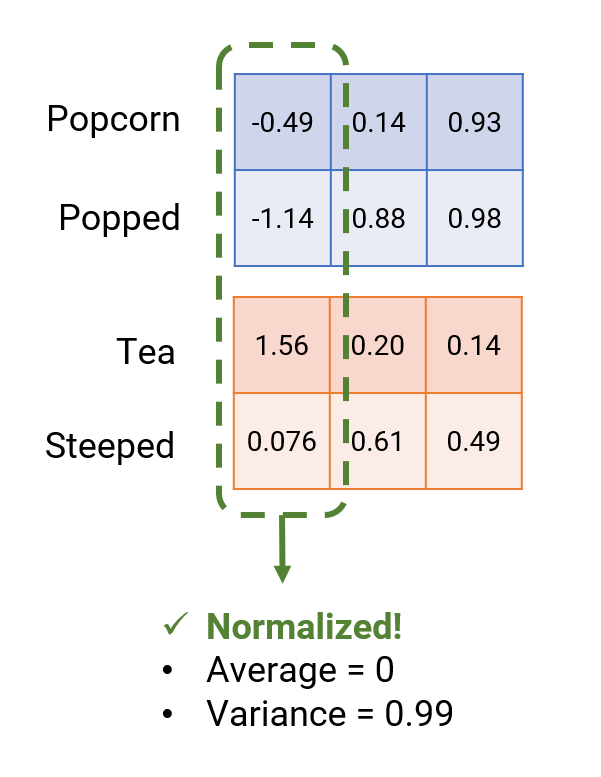 Popcorn -0.49 0.14 0.93
Popped -1.14 0.88 0.98
Tea 1.56 0.20 0.14
Steeped 0.076 0.61 0.49
✓ Normalized!
• Average = 0
• Variance = 0.99